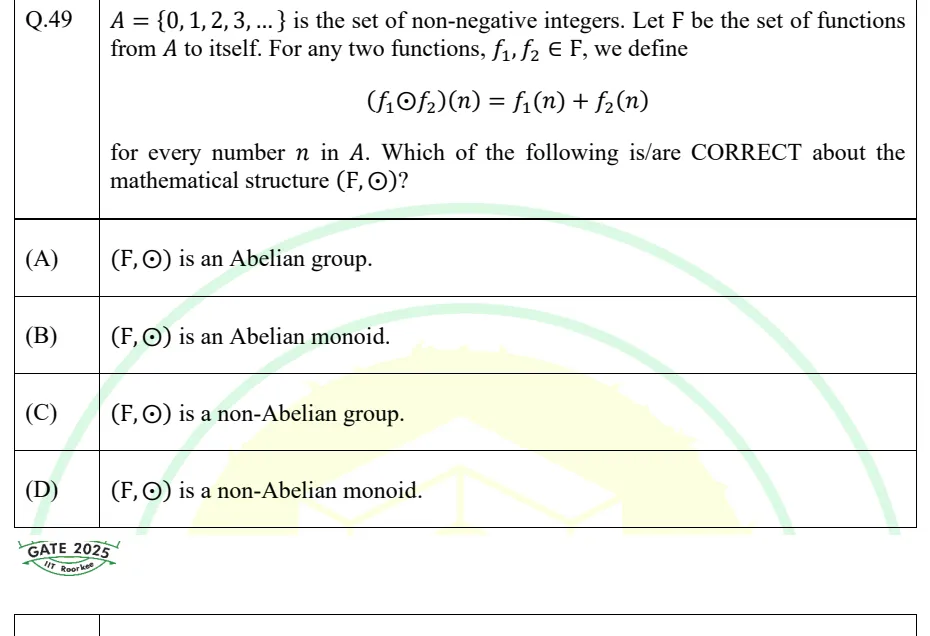 Q.49 A = {0, 1, 2, 3, … } is the set of non-negative integers. Let F be the set of functions
from A to itself. For any two functions, f₁, f₂ ∈ F, we define
(f₁⊙f₂)(n) = f₁(n) + f₂(n)
for every number n in A. Which of the following is/are CORRECT about the
mathematical structure (F, ⊙)?
(A) (F, ⊙) is an Abelian group.
(B) (F, ⊙) is an Abelian monoid.
(C) (F, ⊙) is a non-Abelian group.
(D) (F, ⊙) is a non-Abelian monoid.
GATE 2025
IIT Roorkee